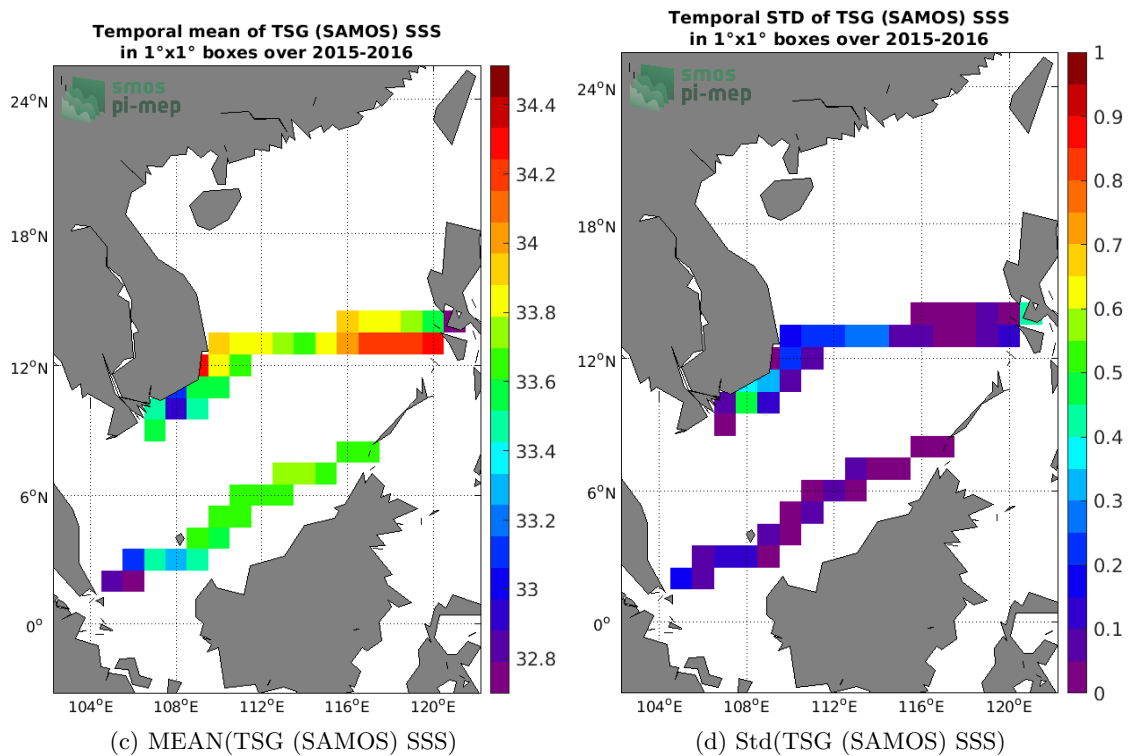 Temporal mean of TSG (SAMOS) SSS
in 1°x1° boxes over 2015-2016
smos
pi-mep
24°N
18°N
12°N
6°N
0°
104°E
108°E
112°E
116°E
120°E
34.4
34.2
34
33.8
33.6
33.4
33.2
33
32.8
(c) MEAN(TSG (SAMOS) SSS)
Temporal STD of TSG (SAMOS) SSS
in 1°x1° boxes over 2015-2016
smos
pi-mep
24°N
18°N
12°N
6°N
0°
104°E
108°E
112°E
116°E
120°E
1
0.9
0.8
0.7
0.6
0.5
0.4
0.3
0.2
0.1
0
(d) Std(TSG (SAMOS) SSS)